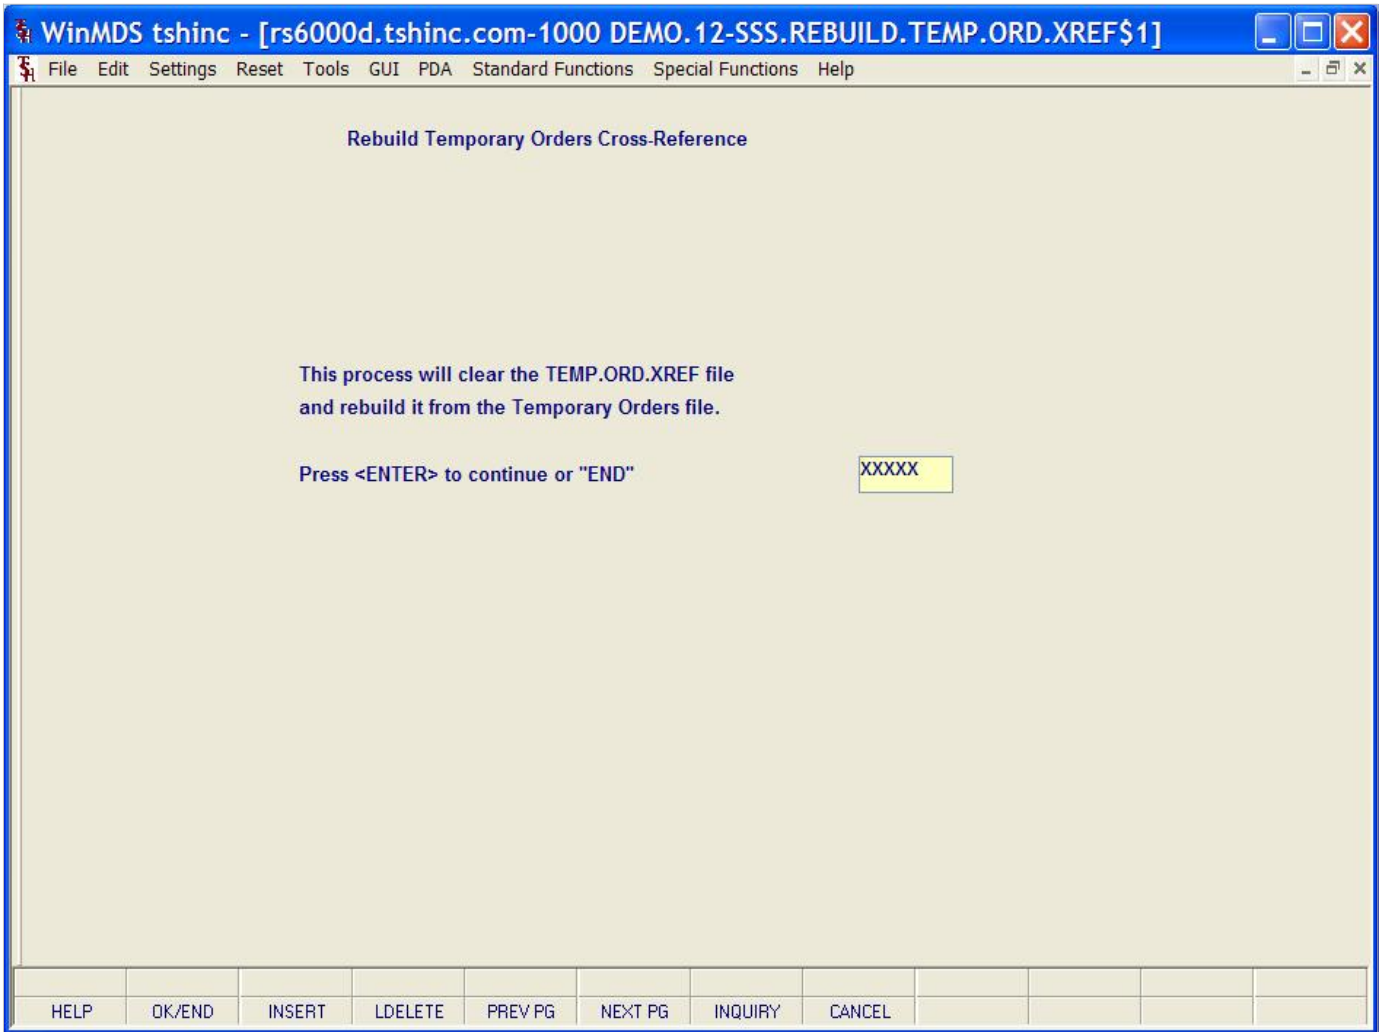 WinMDS tshinc - [rs6000d.tshinc.com-1000 DEMO.12-SSS.REBUILD.TEMP.ORD.XREF$1]
File Edit Settings Reset Tools GUI PDA Standard Functions Special Functions Help
Rebuild Temporary Orders Cross-Reference
This process will clear the TEMP.ORD.XREF file
and rebuild it from the Temporary Orders file.
Press <ENTER> to continue or "END" XXXXX
HELP OK/END INSERT LDELETE PREV PG NEXT PG INQUIRY CANCEL